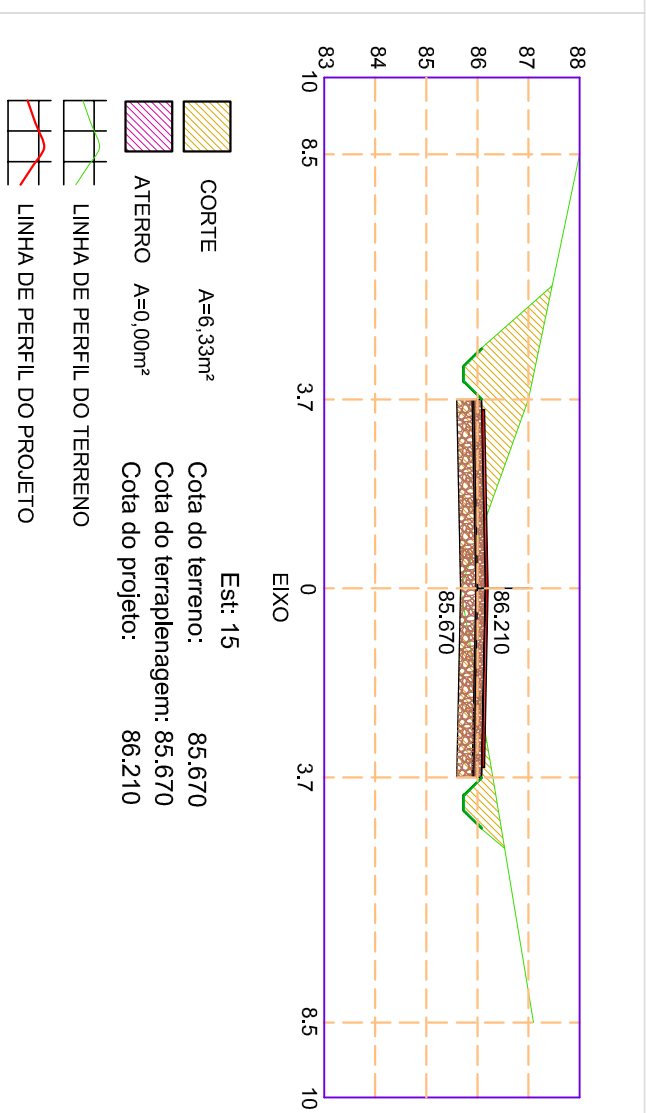 88
87
86
85
84
83
10
8.5
3.7
0
3.7
8.5
10
86.210
85.670
EIXO
Est: 15
CORTE A=6,33m²
ATERRO A=0,00m²
LINHA DE PERFIL DO TERRENO
LINHA DE PERFIL DO PROJETO
Cota do terreno: 85.670
Cota do terraplenagem: 85.670
Cota do projeto: 86.210